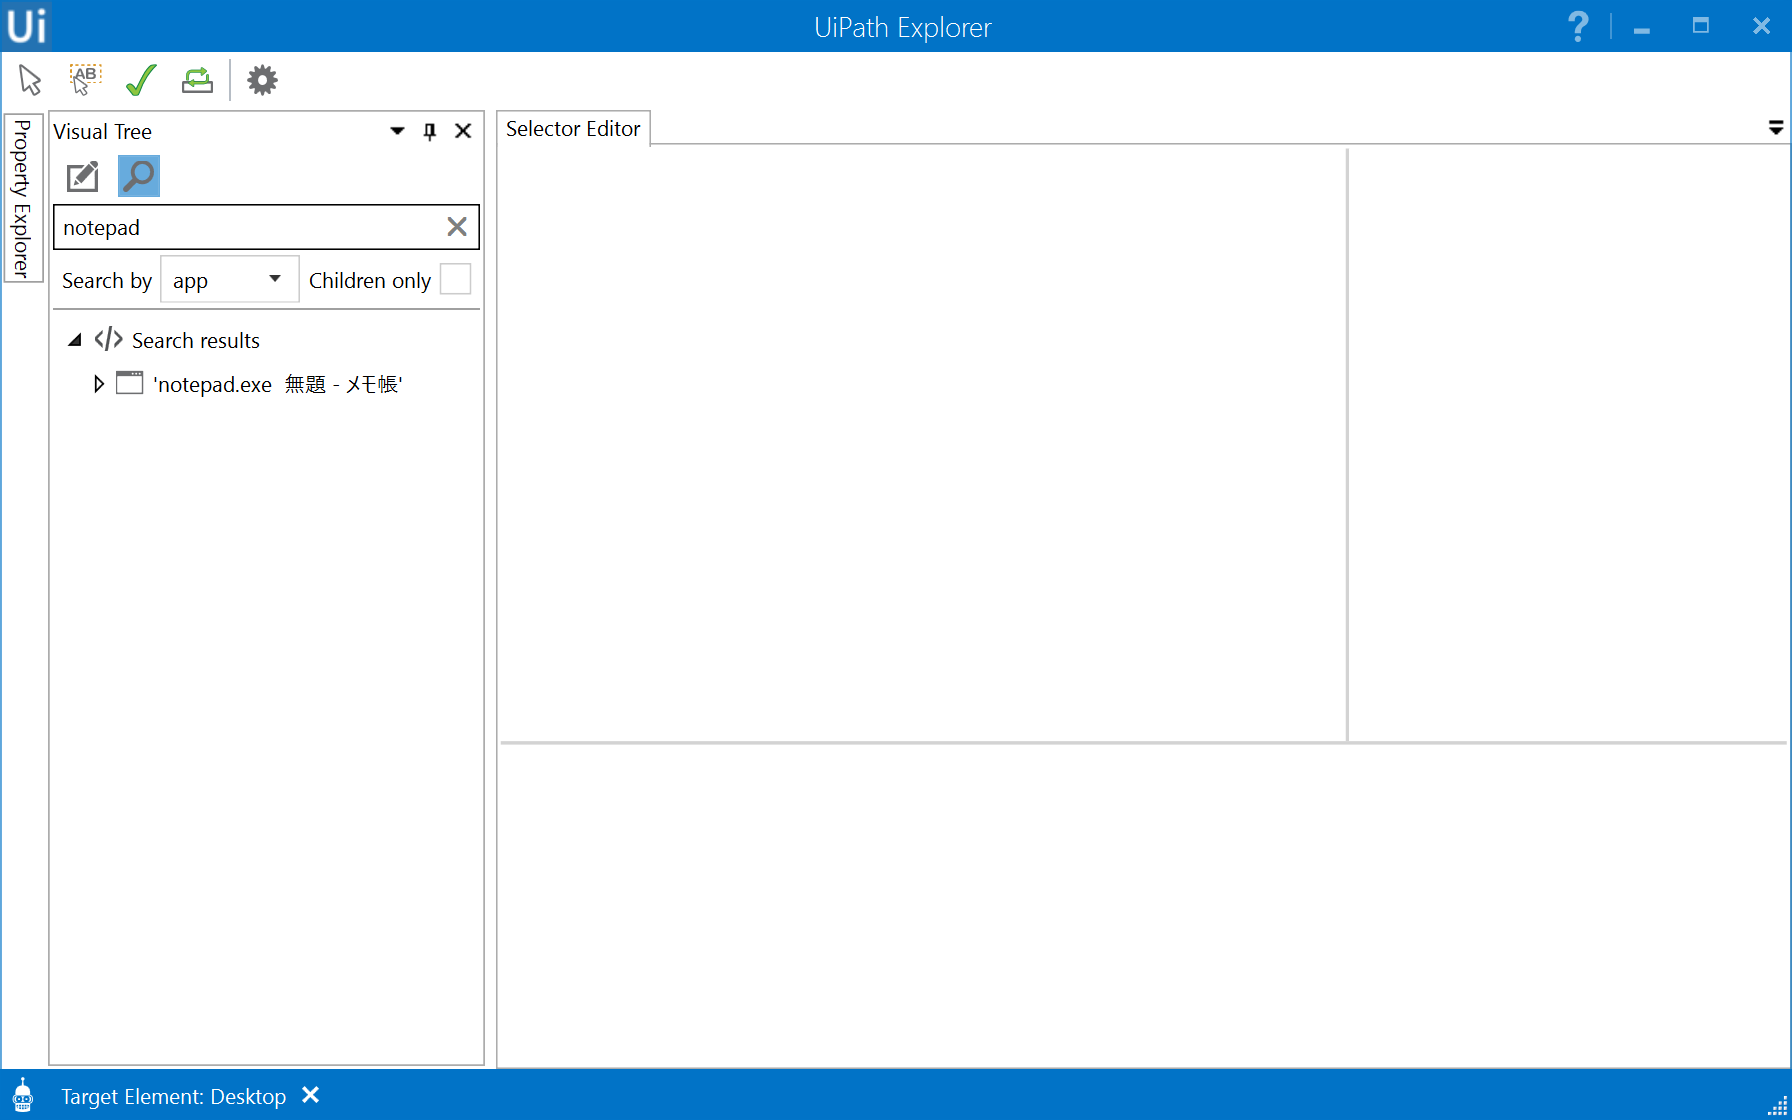 Ui UiPath Explorer
Property Explorer
Visual Tree
Selector Editor
AB
notepad
Search by app Children only
Search results
'notepad.exe 無題 - メモ帳'
Target Element: Desktop